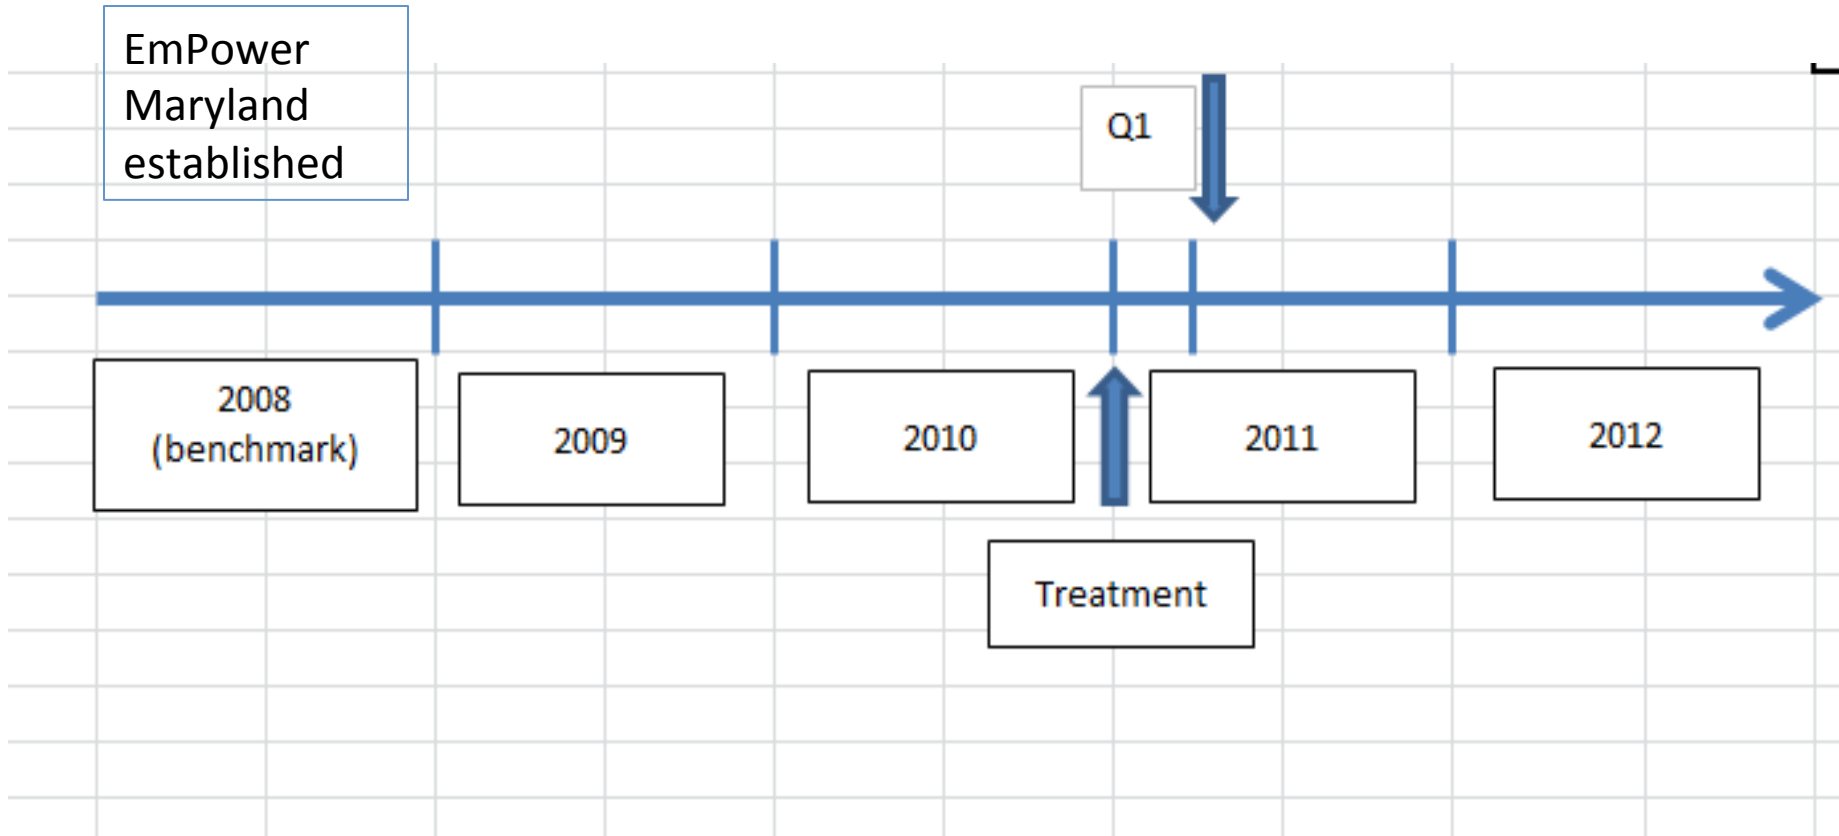 EmPower
Maryland
established
Q1
2008
(benchmark)
2009
2010
2011
2012
Treatment